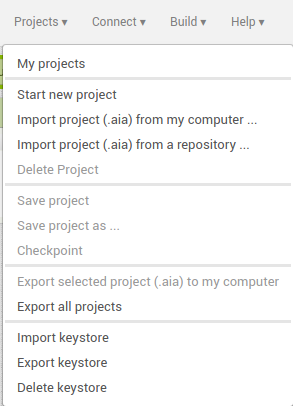 Projects ▾ Connect ▾ Build ▾ Help ▾
My projects
Start new project
Import project (.aia) from my computer ...
Import project (.aia) from a repository ...
Delete Project
Save project
Save project as ...
Checkpoint
Export selected project (.aia) to my computer
Export all projects
Import keystore
Export keystore
Delete keystore